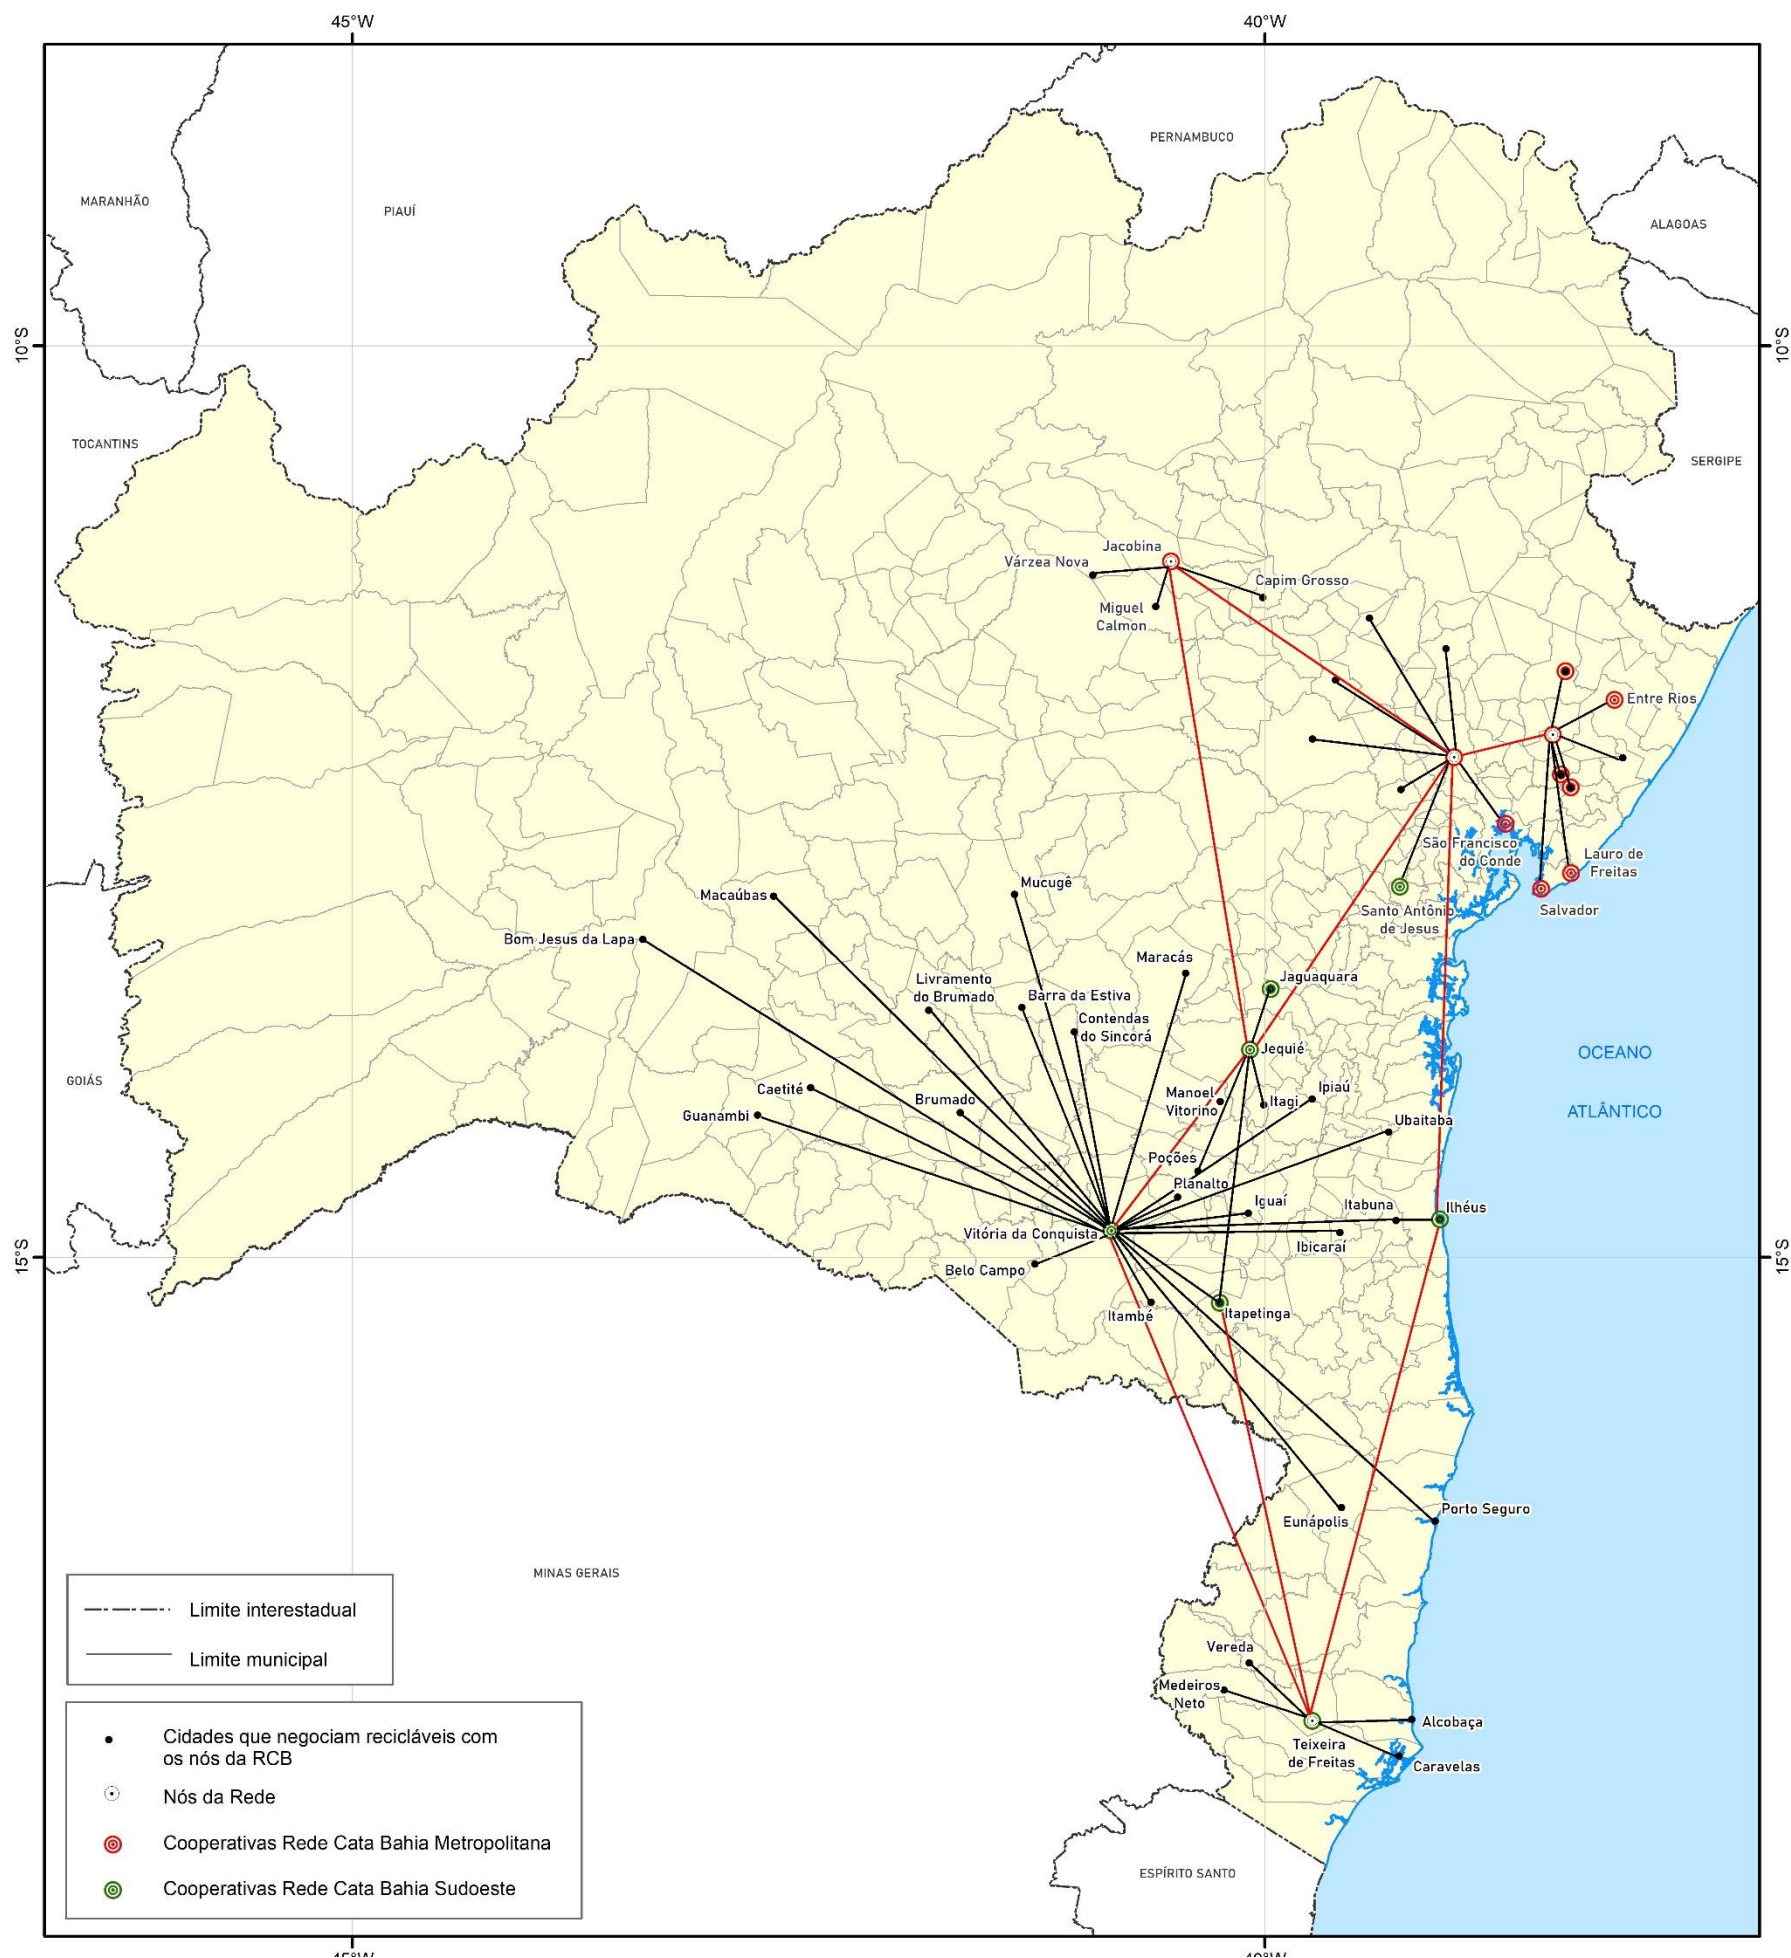 45°W
40°W
PERNAMBUCO
MARANHÃO
PIAUÍ
ALAGOAS
10°S
10°S
TOCANTINS
SERGIPE
Jacobina
Várzea Nova
Capim Grosso
Miguel
Calmon
Entre Rios
São Francisco
do Conde
Lauro de
Freitas
Santo Antônio
de Jesus
Salvador
Macaúbas
Mucugê
Bom Jesus da Lapa
Maracás
Jaguaquara
Livramento
do Brumado
Barra da Estiva
Contendas
do Sincorá
Jequié
OCEANO
ATLÂNTICO
GOIÁS
Caetité
Guanambi
Brumado
Manoel
Vitorino
Itagi
Ipiaú
Ubaitaba
Poções
Planalto
Iguaí
Itabuna
Ilhéus
Vitória da Conquista
Ibicaraí
15°S
15°S
Belo Campo
Itambé
Itapetinga
Porto Seguro
Eunápolis
MINAS GERAIS
Limite interestadual
Limite municipal
Vereda
Medeiros
Neto
Alcobaça
Teixeira
de Freitas
Caravelas
Cidades que negociam recicláveis com
os nós da RCB
Nós da Rede
Cooperativas Rede Cata Bahia Metropolitana
Cooperativas Rede Cata Bahia Sudoeste
ESPÍRITO SANTO
45°W
40°W